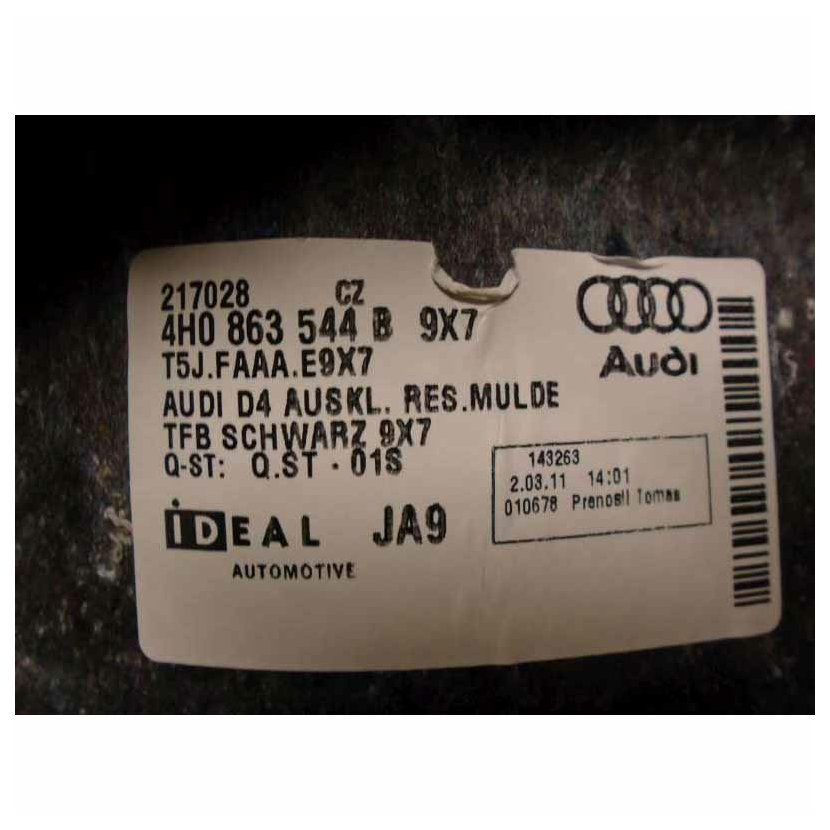 217028 CZ
4H0 863 544 B 9X7
T5J.FAAA.E9X7
AUDI D4 AUSKL. RES.MULDE
TFB SCHWARZ 9X7
Q-ST: Q.ST · 01S
iDEAL JA9
AUTOMOTIVE
Audi
143263
2.03.11 14:01
010678 Prenosil Tomas